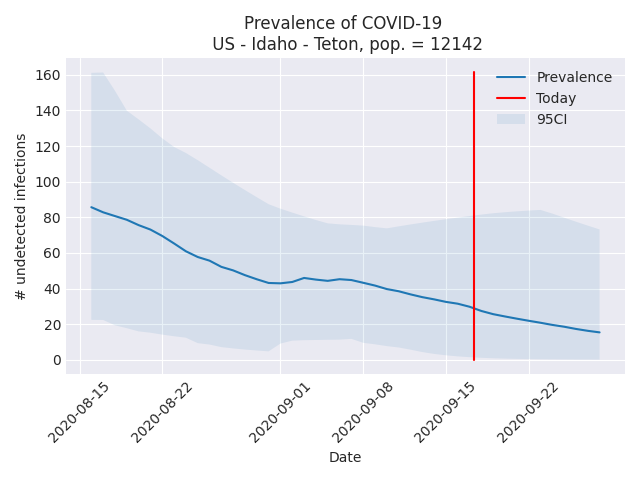 Prevalence of COVID-19
US - Idaho - Teton, pop. = 12142
Prevalence
Today
95CI
# undetected infections
160
140
120
100
80
60
40
20
0
2020-08-15
2020-08-22
2020-09-01
2020-09-08
2020-09-15
2020-09-22
Date